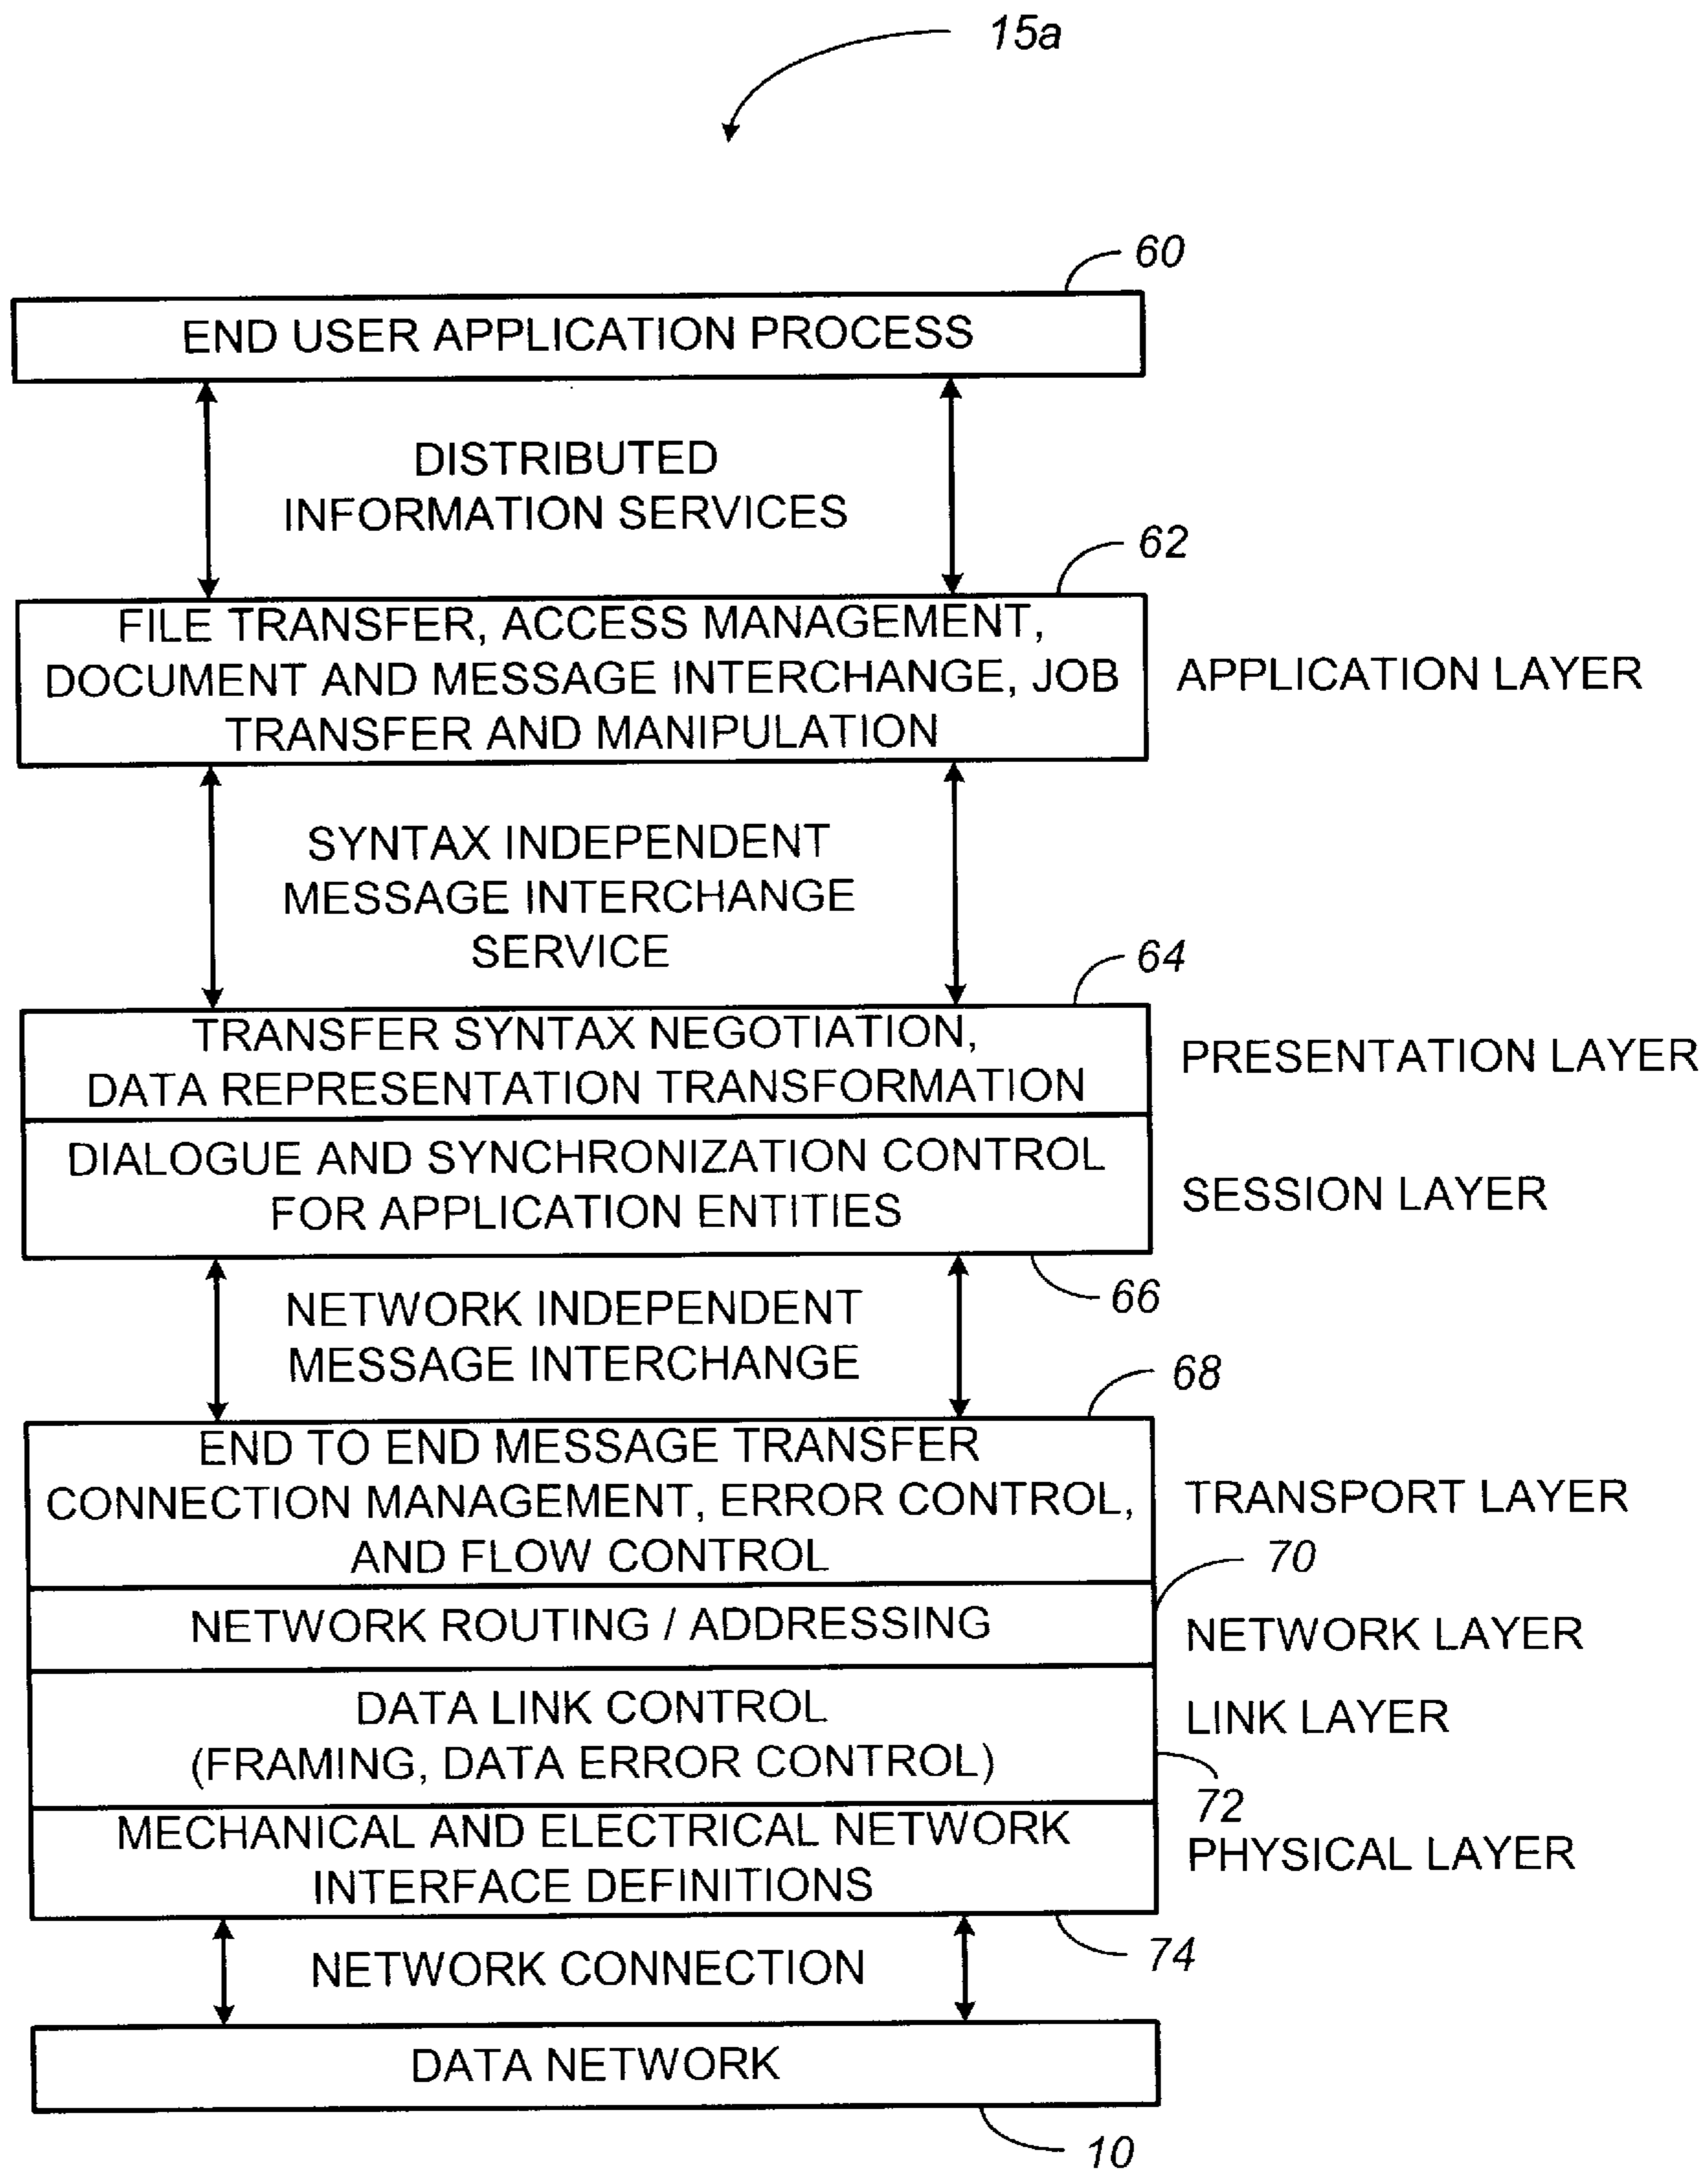 15a
60
END USER APPLICATION PROCESS
DISTRIBUTED
INFORMATION SERVICES
62
FILE TRANSFER, ACCESS MANAGEMENT,
DOCUMENT AND MESSAGE INTERCHANGE, JOB
TRANSFER AND MANIPULATION
APPLICATION LAYER
SYNTAX INDEPENDENT
MESSAGE INTERCHANGE
SERVICE
64
TRANSFER SYNTAX NEGOTIATION,
DATA REPRESENTATION TRANSFORMATION
PRESENTATION LAYER
DIALOGUE AND SYNCHRONIZATION CONTROL
FOR APPLICATION ENTITIES
SESSION LAYER
66
NETWORK INDEPENDENT
MESSAGE INTERCHANGE
68
END TO END MESSAGE TRANSFER
CONNECTION MANAGEMENT, ERROR CONTROL,
AND FLOW CONTROL
TRANSPORT LAYER
70
NETWORK ROUTING / ADDRESSING
NETWORK LAYER
DATA LINK CONTROL
(FRAMING, DATA ERROR CONTROL)
LINK LAYER
72
MECHANICAL AND ELECTRICAL NETWORK
INTERFACE DEFINITIONS
PHYSICAL LAYER
74
NETWORK CONNECTION
DATA NETWORK
10